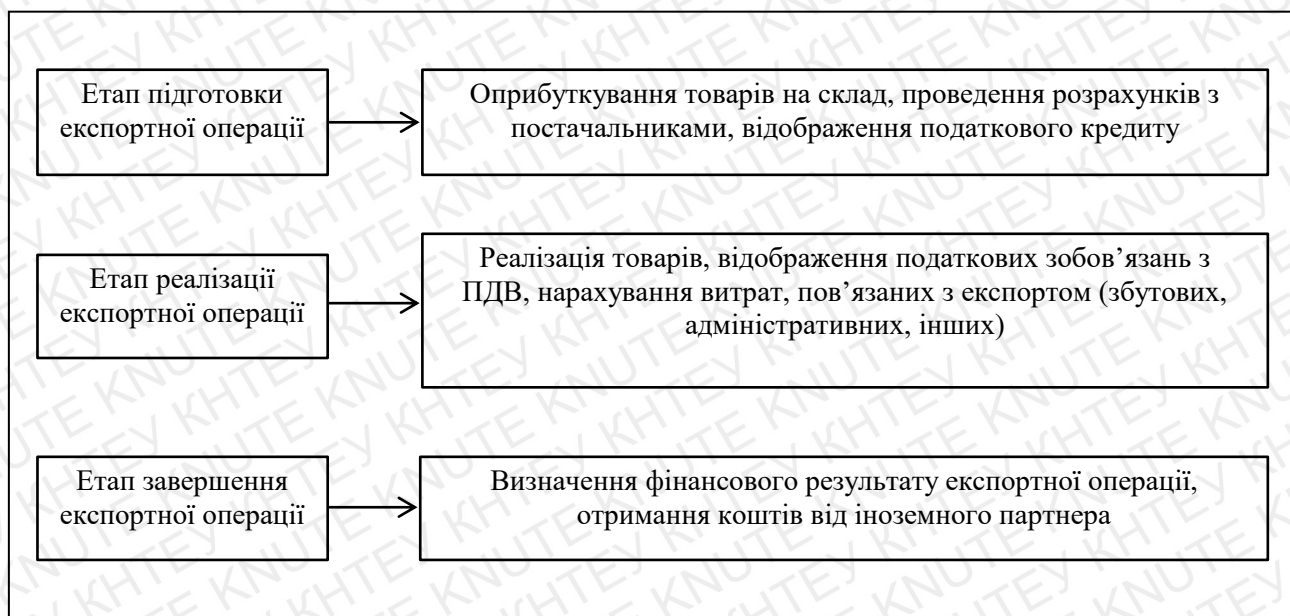 Етап підготовки
експортної операції
Оприбуткування товарів на склад, проведення розрахунків з
постачальниками, відображення податкового кредиту
Етап реалізації
експортної операції
Реалізація товарів, відображення податкових зобов’язань з
ПДВ, нарахування витрат, пов’язаних з експортом (збутових,
адміністративних, інших)
Етап завершення
експортної операції
Визначення фінансового результату експортної операції,
отримання коштів від іноземного партнера